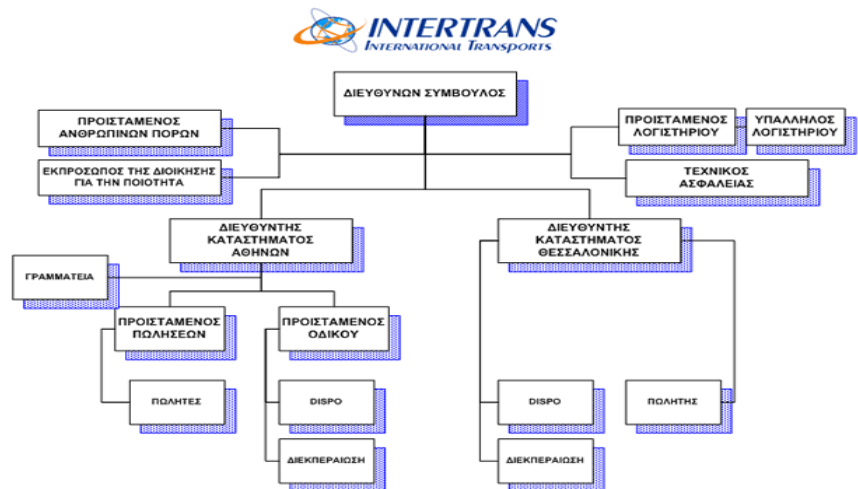 INTERTRANS
INTERNATIONAL TRANSPORTS
ΔΙΕΥΘΥΝΩΝ ΣΥΜΒΟΥΛΟΣ
ΠΡΟΙΣΤΑΜΕΝΟΣ
ΑΝΘΡΩΠΙΝΩΝ ΠΟΡΩΝ
ΠΡΟΙΣΤΑΜΕΝΟΣ
ΛΟΓΙΣΤΗΡΙΟΥ
ΥΠΑΛΛΗΛΟΣ
ΛΟΓΙΣΤΗΡΙΟΥ
ΕΚΠΡΟΣΩΠΟΣ ΤΗΣ ΔΙΟΙΚΗΣΗΣ
ΓΙΑ ΤΗΝ ΠΟΙΟΤΗΤΑ
ΤΕΧΝΙΚΟΣ
ΑΣΦΑΛΕΙΑΣ
ΔΙΕΥΘΥΝΤΗΣ
ΚΑΤΑΣΤΗΜΑΤΟΣ
ΑΘΗΝΩΝ
ΔΙΕΥΘΥΝΤΗΣ
ΚΑΤΑΣΤΗΜΑΤΟΣ
ΘΕΣΣΑΛΟΝΙΚΗΣ
ΓΡΑΜΜΑΤΕΙΑ
ΠΡΟΙΣΤΑΜΕΝΟΣ
ΠΩΛΗΣΕΩΝ
ΠΡΟΙΣΤΑΜΕΝΟΣ
ΟΔΙΚΟΥ
ΠΩΛΗΤΕΣ
DISPO
DISPO
ΠΩΛΗΤΗΣ
ΔΙΕΚΠΕΡΑΙΩΣΗ
ΔΙΕΚΠΕΡΑΙΩΣΗ